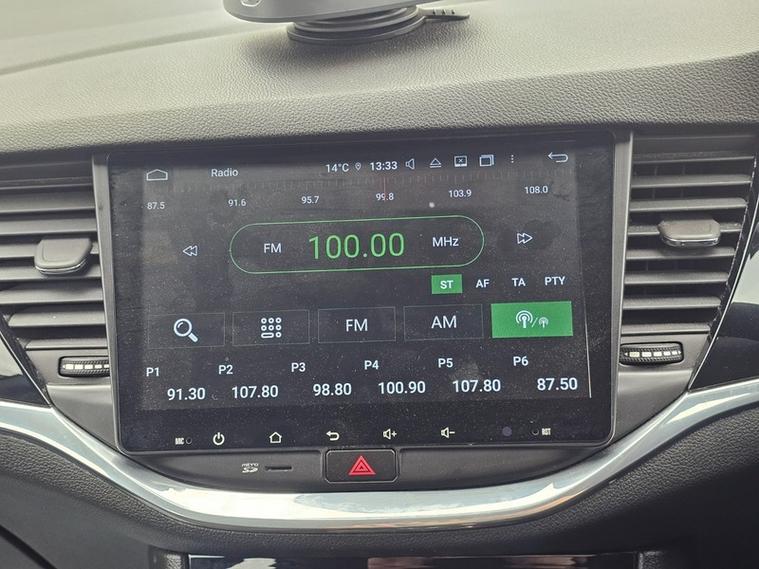 Radio 14°C 13:33
87.5 91.6 95.7 99.8 103.9 108.0
FM 100.00 MHz
ST AF TA PTY
FM AM
P1 P2 P3 P4 P5 P6
91.30 107.80 98.80 100.90 107.80 87.50
MIC RST